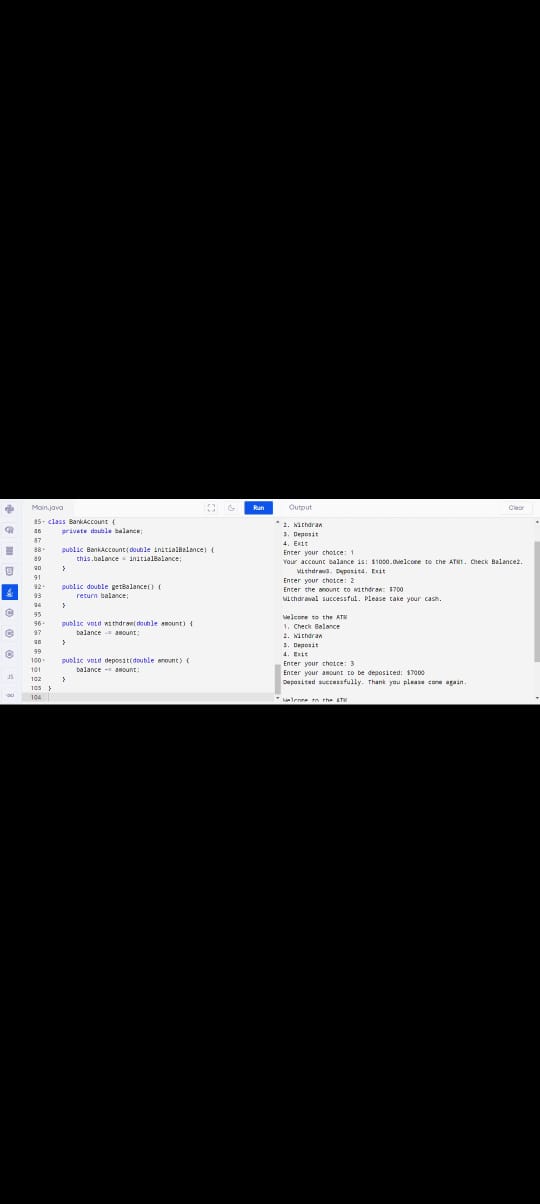 Main.java
Run
Output
Clear
JS
85 class BankAccount {
86 private double balance;
87
88 public BankAccount(double initialBalance) {
89 this.balance = initialBalance;
90 }
91
92 public double getBalance() {
93 return balance;
94 }
95
96 public void withdraw(double amount) {
97 balance -= amount;
98 }
99
100 public void deposit(double amount) {
101 balance += amount;
102 }
103 }
104
2. Withdraw
3. Deposit
4. Exit
Enter your choice: 1
Your account balance is: $1000.0Welcome to the ATM1. Check Balance2.
Withdraw3. Deposit4. Exit
Enter your choice: 2
Enter the amount to withdraw: $700
Withdrawal successful. Please take your cash.
Welcome to the ATM
1. Check Balance
2. Withdraw
3. Deposit
4. Exit
Enter your choice: 3
Enter your amount to be deposited: $7000
Deposited successfully. Thank you please come again.
Welcome to the ATM